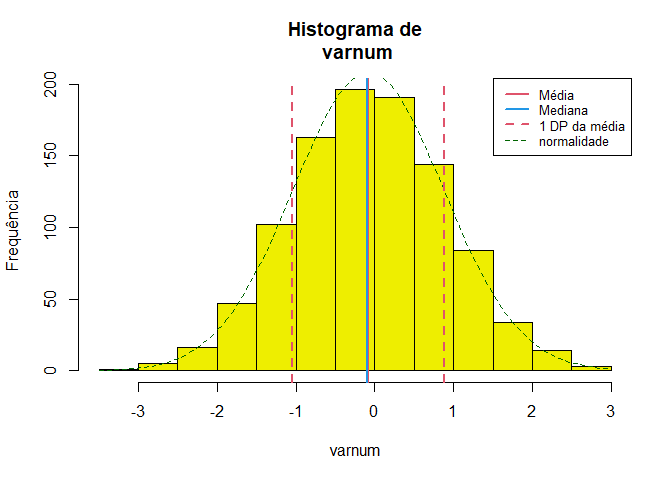 Histograma de
varnum
Média
Mediana
1 DP da média
normalidade
Frequência
200
150
100
50
0
-3 -2 -1 0 1 2 3
varnum